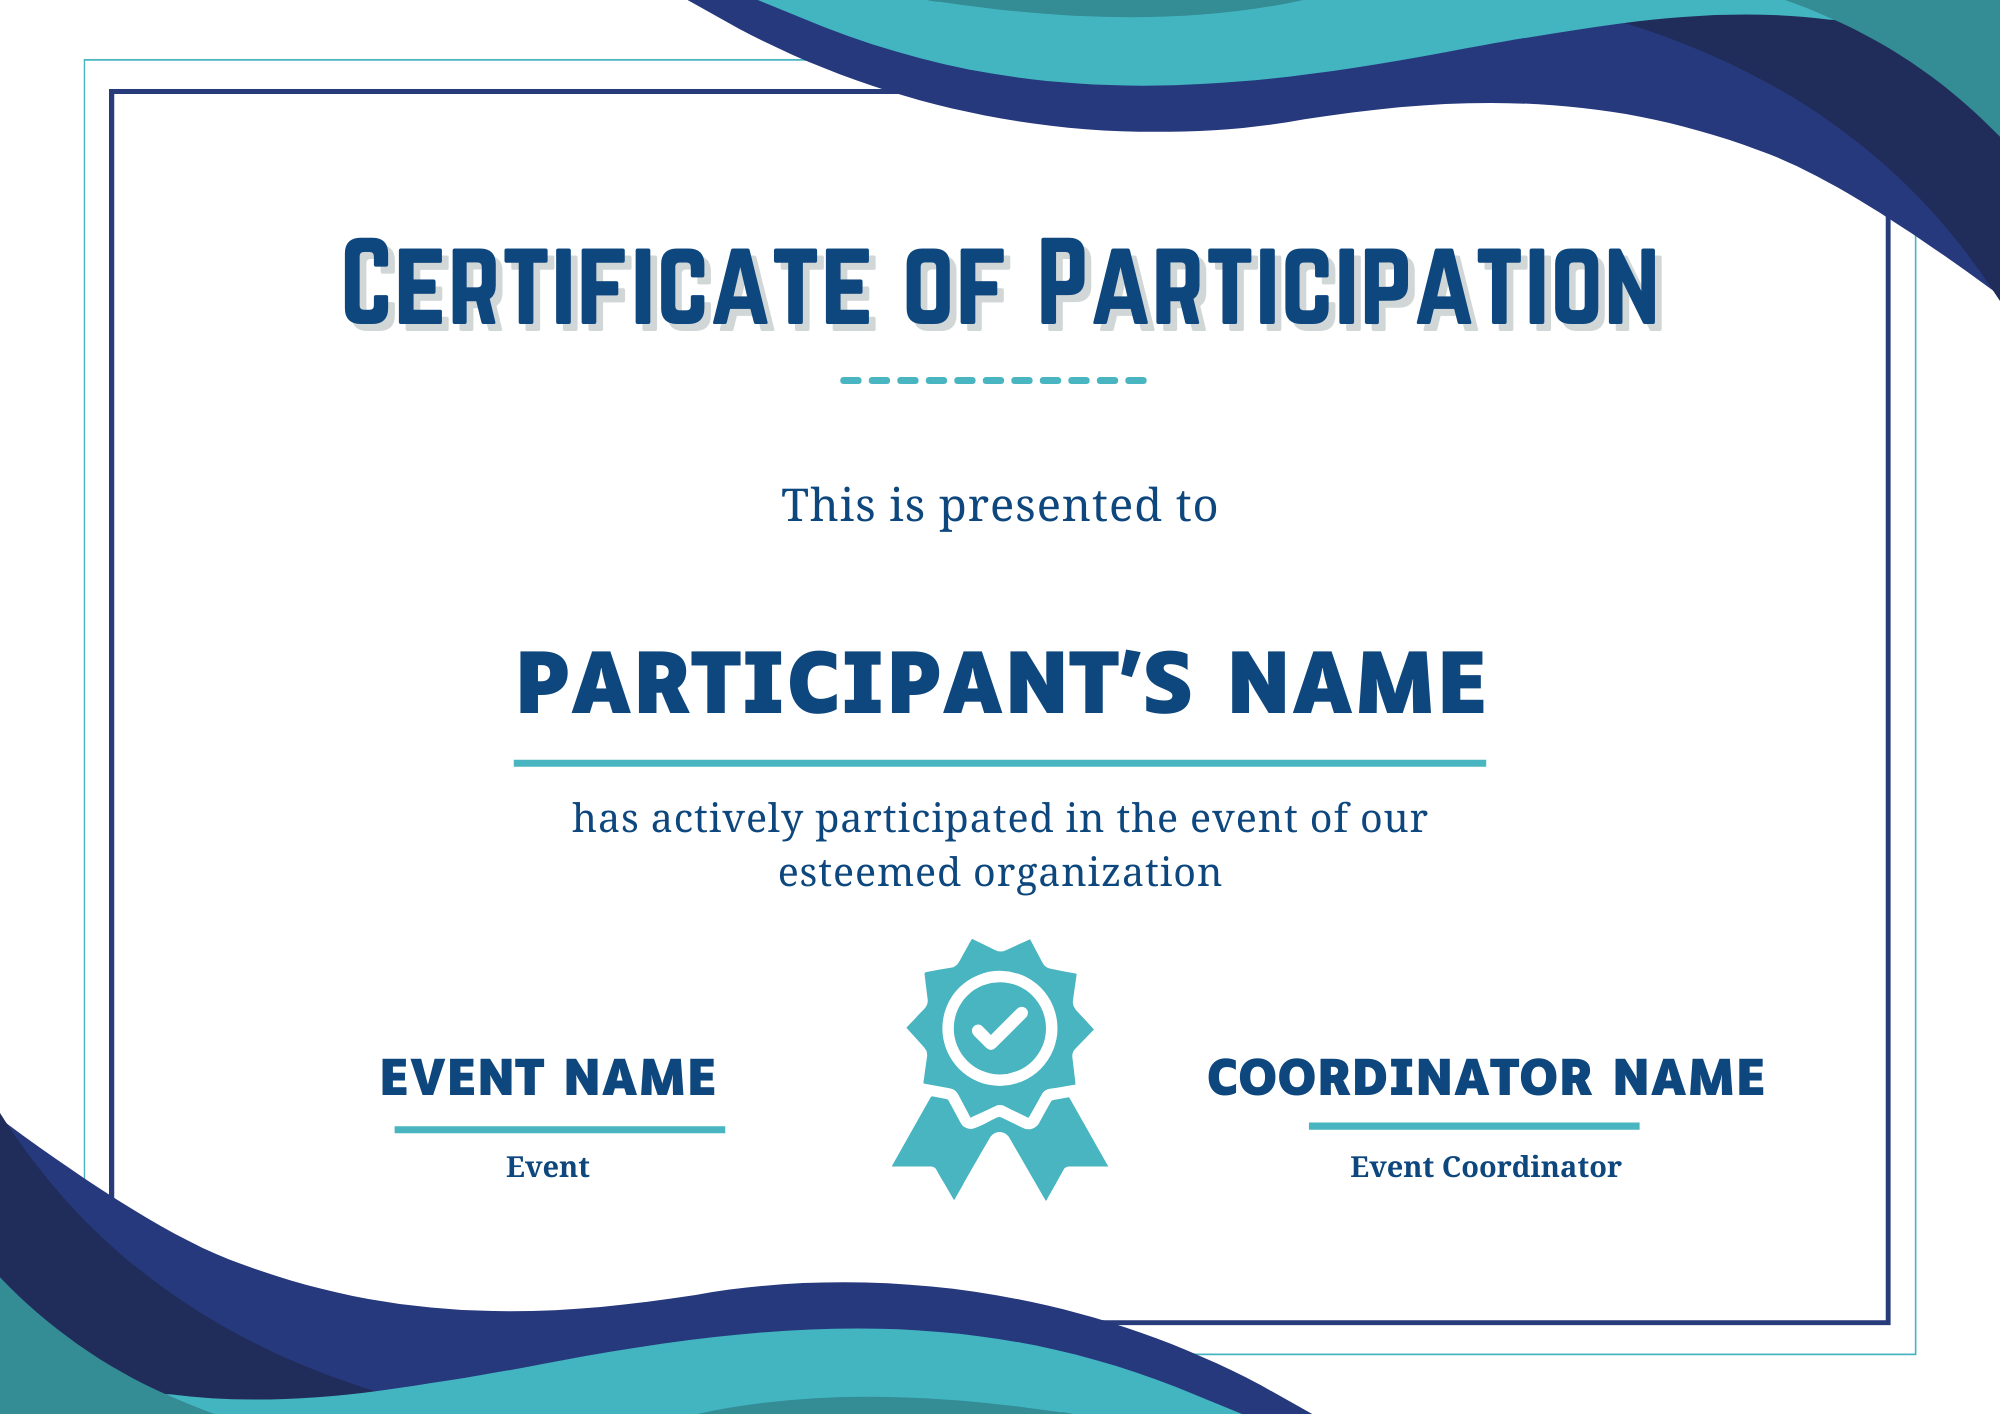 Certificate of Participation
This is presented to
PARTICIPANT'S NAME
has actively participated in the event of our
esteemed organization
EVENT NAME
Event
COORDINATOR NAME
Event Coordinator